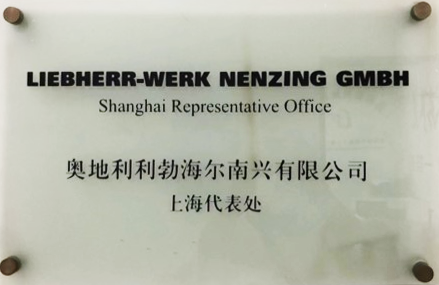 LIEBHERR-WERK NENZING GMBH
Shanghai Representative Office
奥地利利勃海尔南兴有限公司
上海代表处